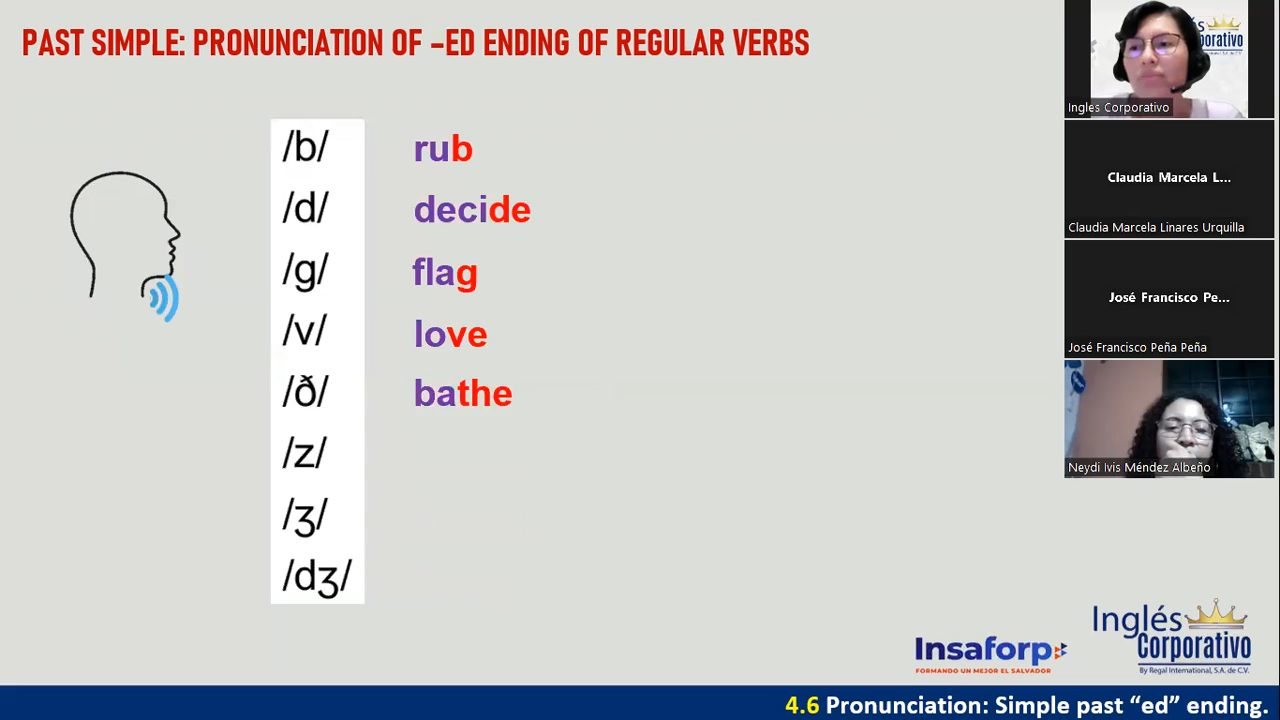 PAST SIMPLE: PRONUNCIATION OF –ED ENDING OF REGULAR VERBS
/b/ rub
/d/ decide
/g/ flag
/v/ love
/ð/ bathe
/z/
/ʒ/
/dʒ/
Insaforp
FORMANDO UN MEJOR EL SALVADOR
Inglés
Corporativo
By Regal International, S.A. de C.V.
4.6 Pronunciation: Simple past “ed” ending.
Ingles Corporativo
Claudia Marcela L...
Claudia Marcela Linares Urquilla
José Francisco Pe...
José Francisco Peña Peña
Neydi Ivis Méndez Albeño